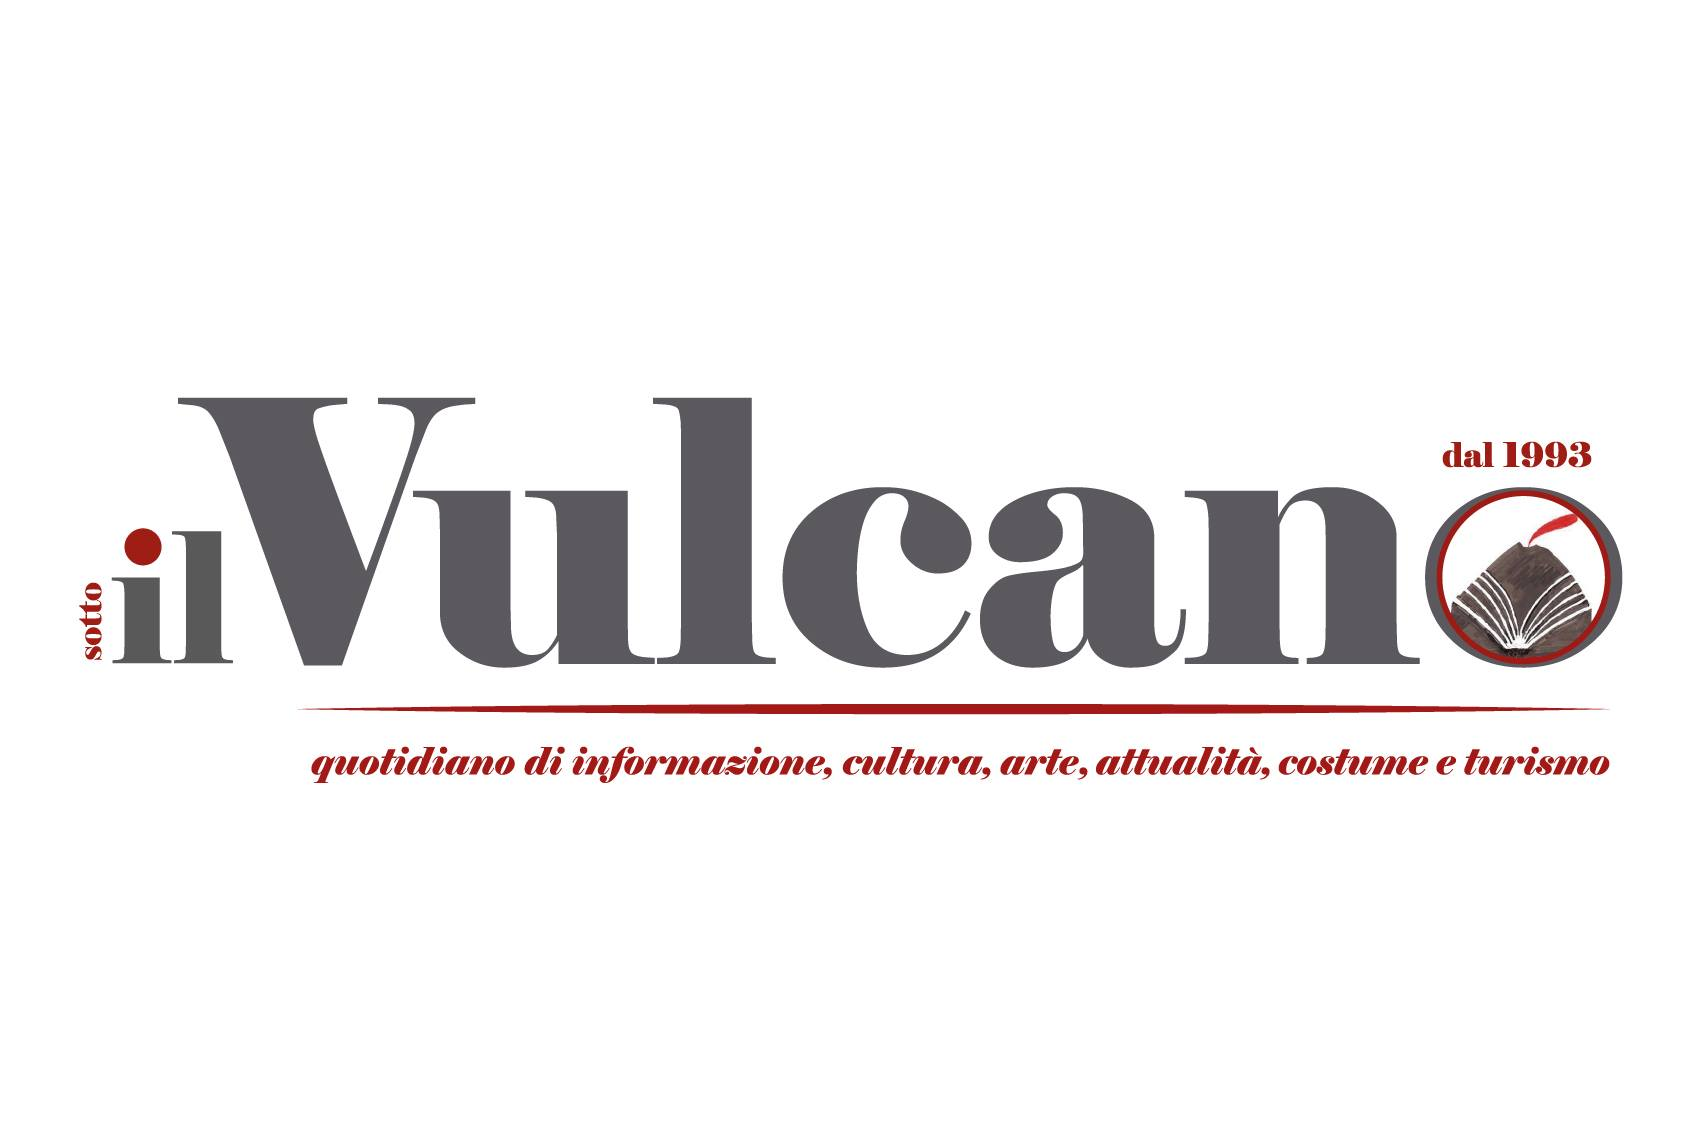 sotto
il Vulcano
dal 1993
quotidiano di informazione, cultura, arte, attualità, costume e turismo